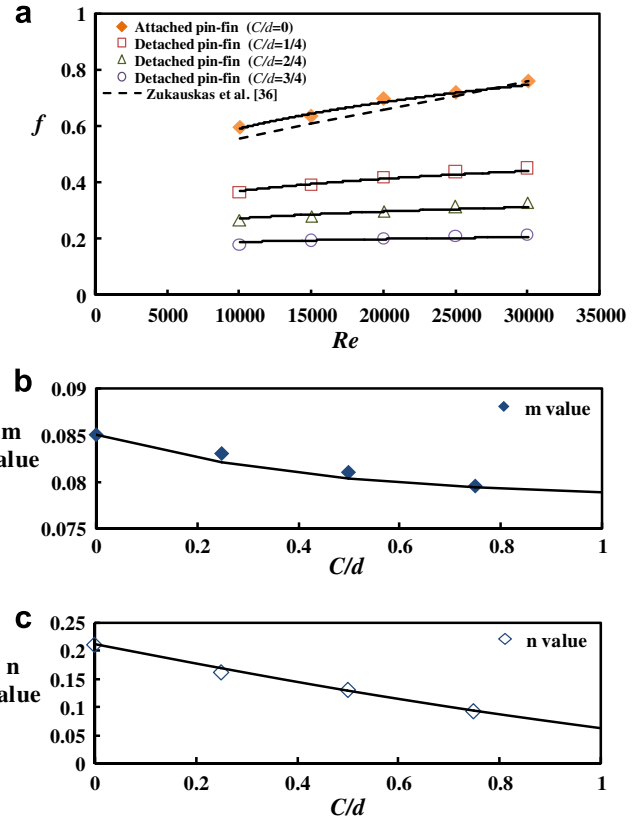 a
1
Attached pin-fin (C/d=0)
Detached pin-fin (C/d=1/4)
0.8
Detached pin-fin (C/d=2/4)
Detached pin-fin (C/d=3/4)
Zukauskas et al. [36]
f
0.6
0.4
0.2
0
0 5000 10000 15000 20000 25000 30000 35000
Re
b
0.09
m value
m
0.085
alue
0.08
0.075
0 0.2 0.4 0.6 0.8 1
C/d
c
0.25
n value
0.2
n
0.15
alue
0.1
0.05
0
0 0.2 0.4 0.6 0.8 1
C/d